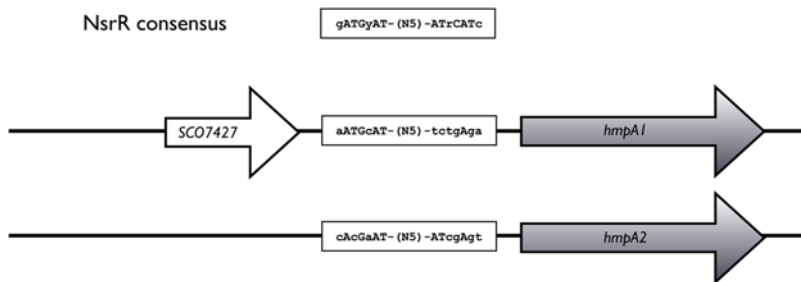 NsrR consensus gATGyAT-(N5)-ATrCATc
SCO7427 aATGcAT-(N5)-tctgAga hmpA1
cAcGaAT-(N5)-ATcgAgt hmpA2